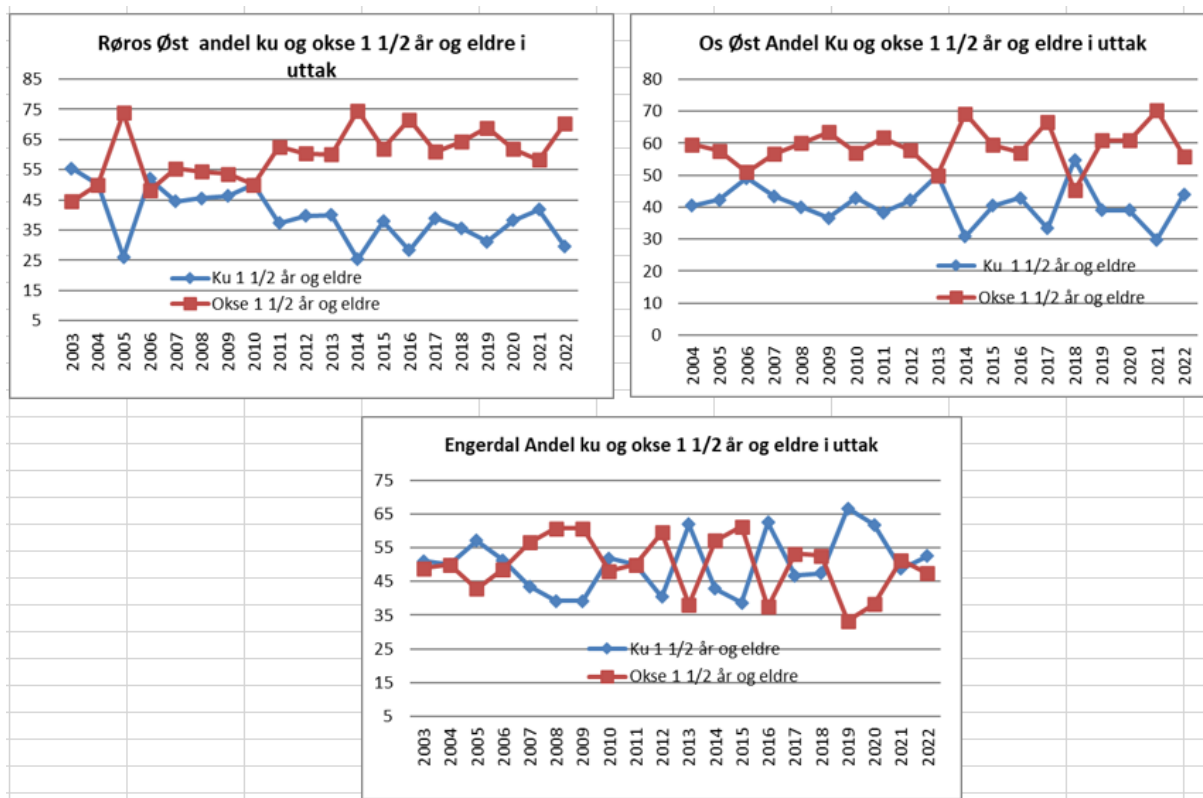 Røros Øst  andel ku og okse 1 1/2 år og eldre i
uttak
85
75
65
55
45
35
25
15
5
Ku 1 1/2 år og eldre
Okse 1 1/2 år og eldre
2003 2004 2005 2006 2007 2008 2009 2010 2011 2012 2013 2014 2015 2016 2017 2018 2019 2020 2021 2022
Os Øst Andel Ku og okse 1 1/2 år og eldre i uttak
80
70
60
50
40
30
20
10
0
Ku  1 1/2 år og eldre
Okse 1 1/2 år og eldre
2004 2005 2006 2007 2008 2009 2010 2011 2012 2013 2014 2015 2016 2017 2018 2019 2020 2021 2022
Engerdal Andel ku og okse 1 1/2 år og eldre i uttak
75
65
55
45
35
25
15
5
Ku 1 1/2 år og eldre
Okse 1 1/2 år og eldre
2003 2004 2005 2006 2007 2008 2009 2010 2011 2012 2013 2014 2015 2016 2017 2018 2019 2020 2021 2022